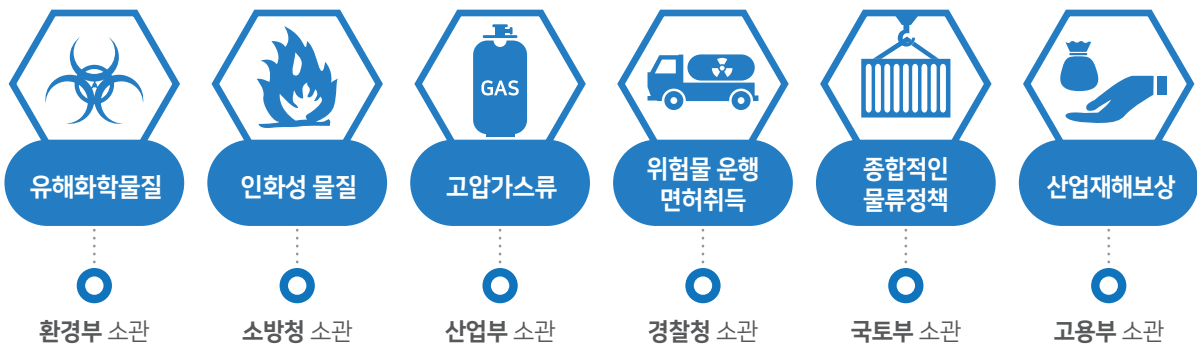 GAS
유해화학물질
인화성 물질
고압가스류
위험물 운행
면허취득
종합적인
물류정책
산업재해보상
환경부 소관
소방청 소관
산업부 소관
경찰청 소관
국토부 소관
고용부 소관